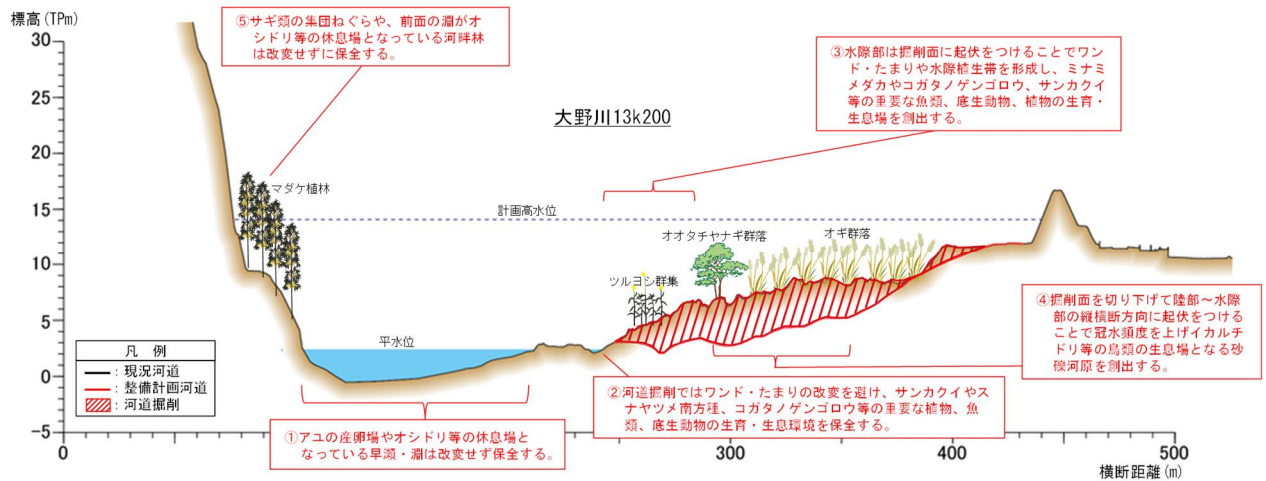 標高(TPm)
30
25
20
15
10
5
0
-5
⑤サギ類の集団ねぐらや、前面の淵がオ
シドリ等の休息場となっている河畔林
は改変せずに保全する。
大野川13k200
③水際部は掘削面に起伏をつけることでワン
ド・たまりや水際植生帯を形成し、ミナミ
メダカやコガタノゲンゴロウ、サンカクイ
等の重要な魚類、底生動物、植物の生育・
生息場を創出する。
マダケ植林
計画高水位
オオタチヤナギ群落
オギ群落
ツルヨシ群集
平水位
凡 例
：現況河道
：整備計画河道
：河道掘削
④掘削面を切り下げて陸部～水際
部の縦横断方向に起伏をつける
ことで冠水頻度を上げイカルチ
ドリ等の鳥類の生息場となる砂
礫河原を創出する。
②河道掘削ではワンド・たまりの改変を避け、サンカクイやス
ナヤツメ南方種、コガタノゲンゴロウ等の重要な植物、魚
類、底生動物の生育・生息環境を保全する。
①アユの産卵場やオシドリ等の休息場と
なっている早瀬・淵は改変せず保全する。
0
300
400
500
横断距離(m)